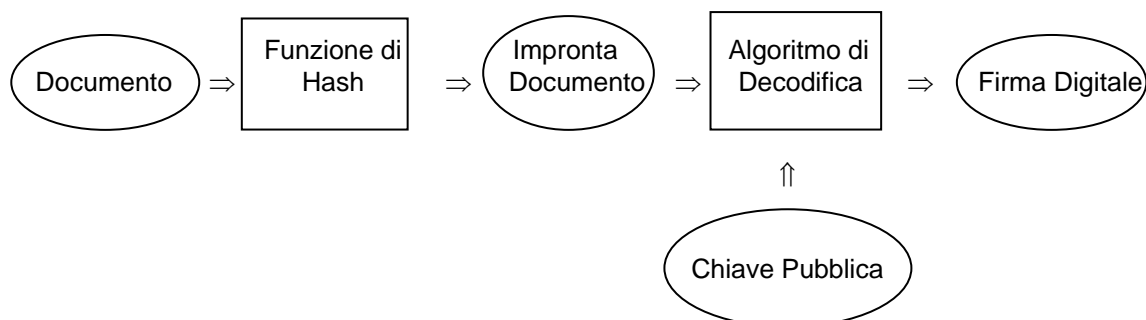 Documento
⇒
Funzione di
Hash
⇒
Impronta
Documento
⇒
Algoritmo di
Decodifica
⇒
Firma Digitale
⇑
Chiave Pubblica